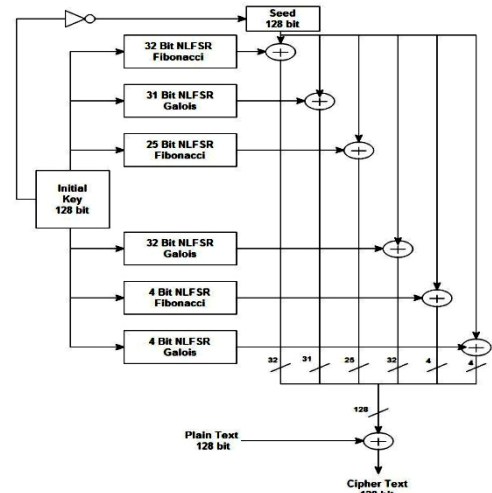 Seed
128 bit
32 Bit NLFSR
Fibonacci
31 Bit NLFSR
Galois
25 Bit NLFSR
Fibonacci
Initial
Key
128 bit
32 Bit NLFSR
Galois
4 Bit NLFSR
Fibonacci
4 Bit NLFSR
Galois
32
31
25
32
4
4
128
Plain Text
128 bit
Cipher Text
128 bit